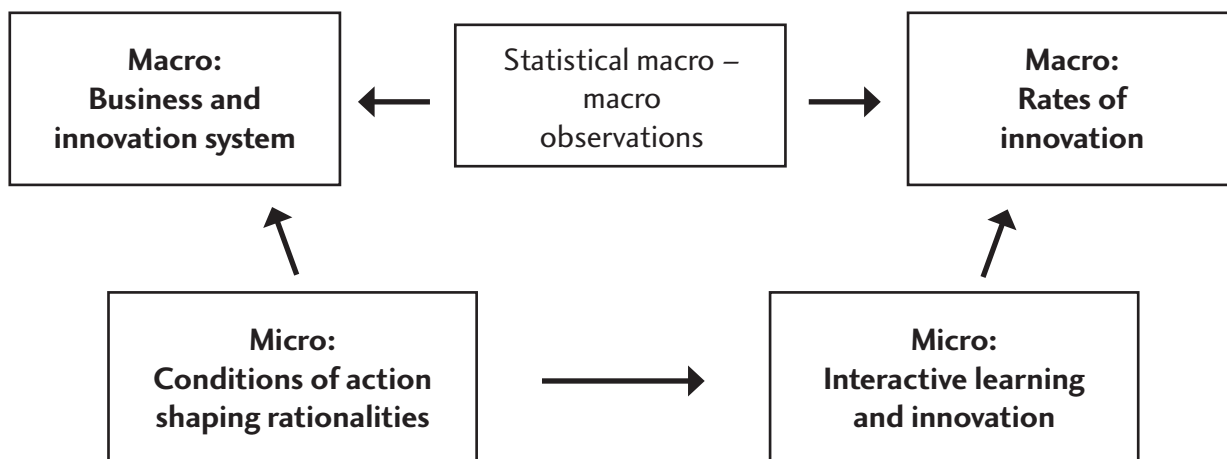 Macro:
Business and
innovation system
Statistical macro –
macro
observations
Macro:
Rates of
innovation
Micro:
Conditions of action
shaping rationalities
Micro:
Interactive learning
and innovation